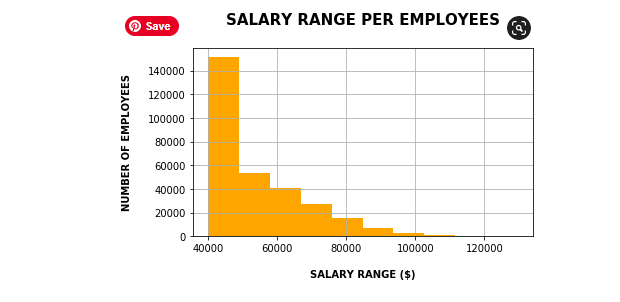 SALARY RANGE PER EMPLOYEES
Save
NUMBER OF EMPLOYEES
140000
120000
100000
80000
60000
40000
20000
0
40000 60000 80000 100000 120000
SALARY RANGE ($)